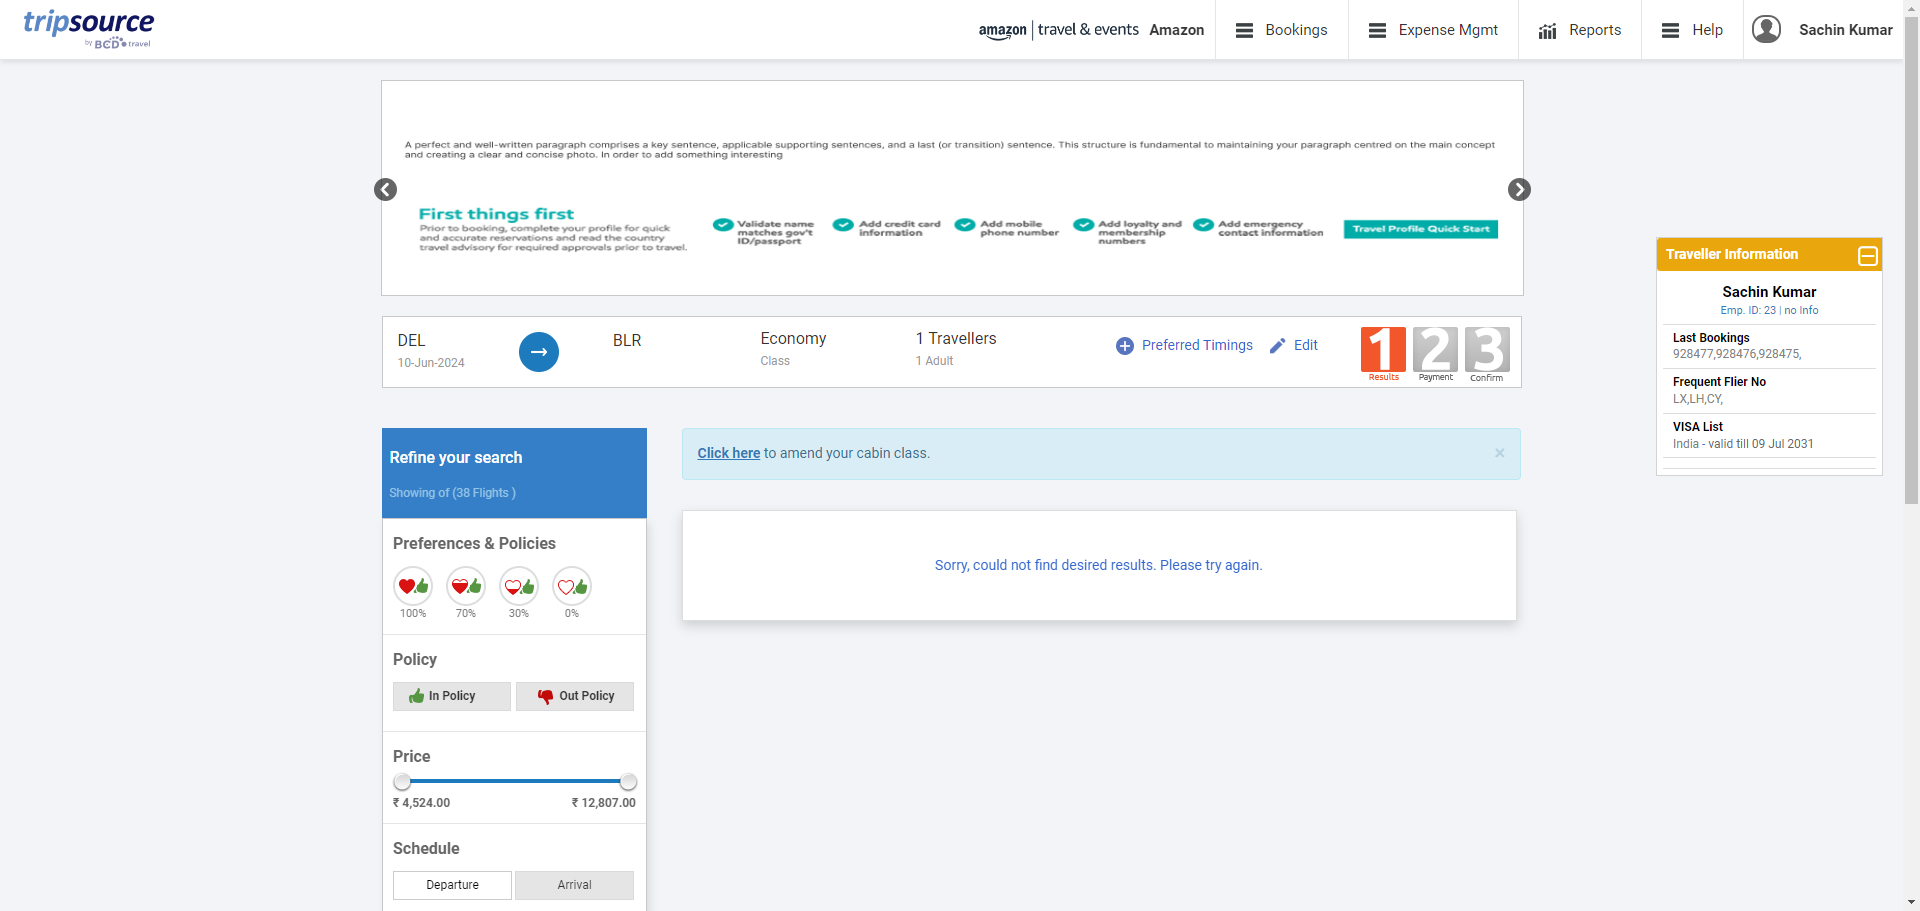 tripsource
by BCD travel
amazon travel & events Amazon
Bookings
Expense Mgmt
Reports
Help
Sachin Kumar
A perfect and well-written paragraph comprises a key sentence, applicable supporting sentences, and a last (or transition) sentence. This structure is fundamental to maintaining your paragraph centred on the main concept
and creating a clear and concise photo. In order to add something interesting
First things first
Prior to booking, complete your profile for quick
and accurate reservations and read the country
travel advisory for required approvals prior to travel.
Validate name
matches gov't
ID/passport
Add credit card
information
Add mobile
phone number
Add loyalty and
membership
numbers
Add emergency
contact information
Travel Profile Quick Start
Traveller Information
Sachin Kumar
Emp. ID: 23 | no Info
Last Bookings
928477,928476,928475,
Frequent Flier No
LX,LH,CY,
VISA List
India - valid till 09 Jul 2031
DEL
10-Jun-2024
BLR
Economy
Class
1 Travellers
1 Adult
Preferred Timings
Edit
1
Results
2
Payment
3
Confirm
Refine your search
Showing of (38 Flights )
Click here to amend your cabin class.
×
Sorry, could not find desired results. Please try again.
Preferences & Policies
100%
70%
30%
0%
Policy
In Policy
Out Policy
Price
₹ 4,524.00
₹ 12,807.00
Schedule
Departure
Arrival